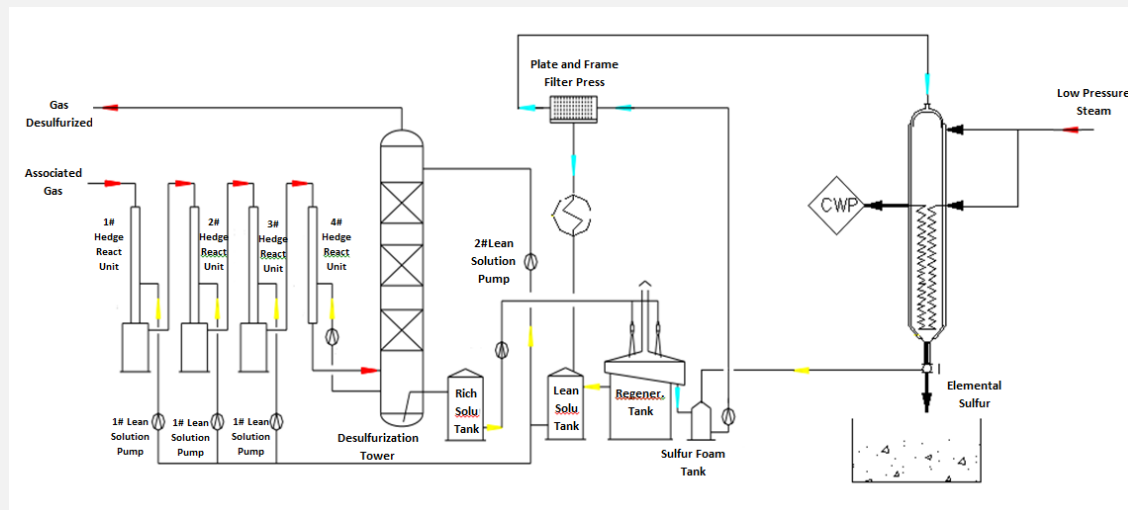 Plate and Frame
Filter Press
Low Pressure
Steam
Gas
Desulfurized
Associated
Gas
1#
Hedge
React
Unit
2#
Hedge
React
Unit
3#
Hedge
React
Unit
4#
Hedge
React
Unit
2#Lean
Solution
Pump
CWP
Rich
Solu
Tank
Lean
Solu
Tank
Regener.
Tank
Elemental
Sulfur
1# Lean
Solution
Pump
1# Lean
Solution
Pump
1# Lean
Solution
Pump
Desulfurization
Tower
Sulfur Foam
Tank